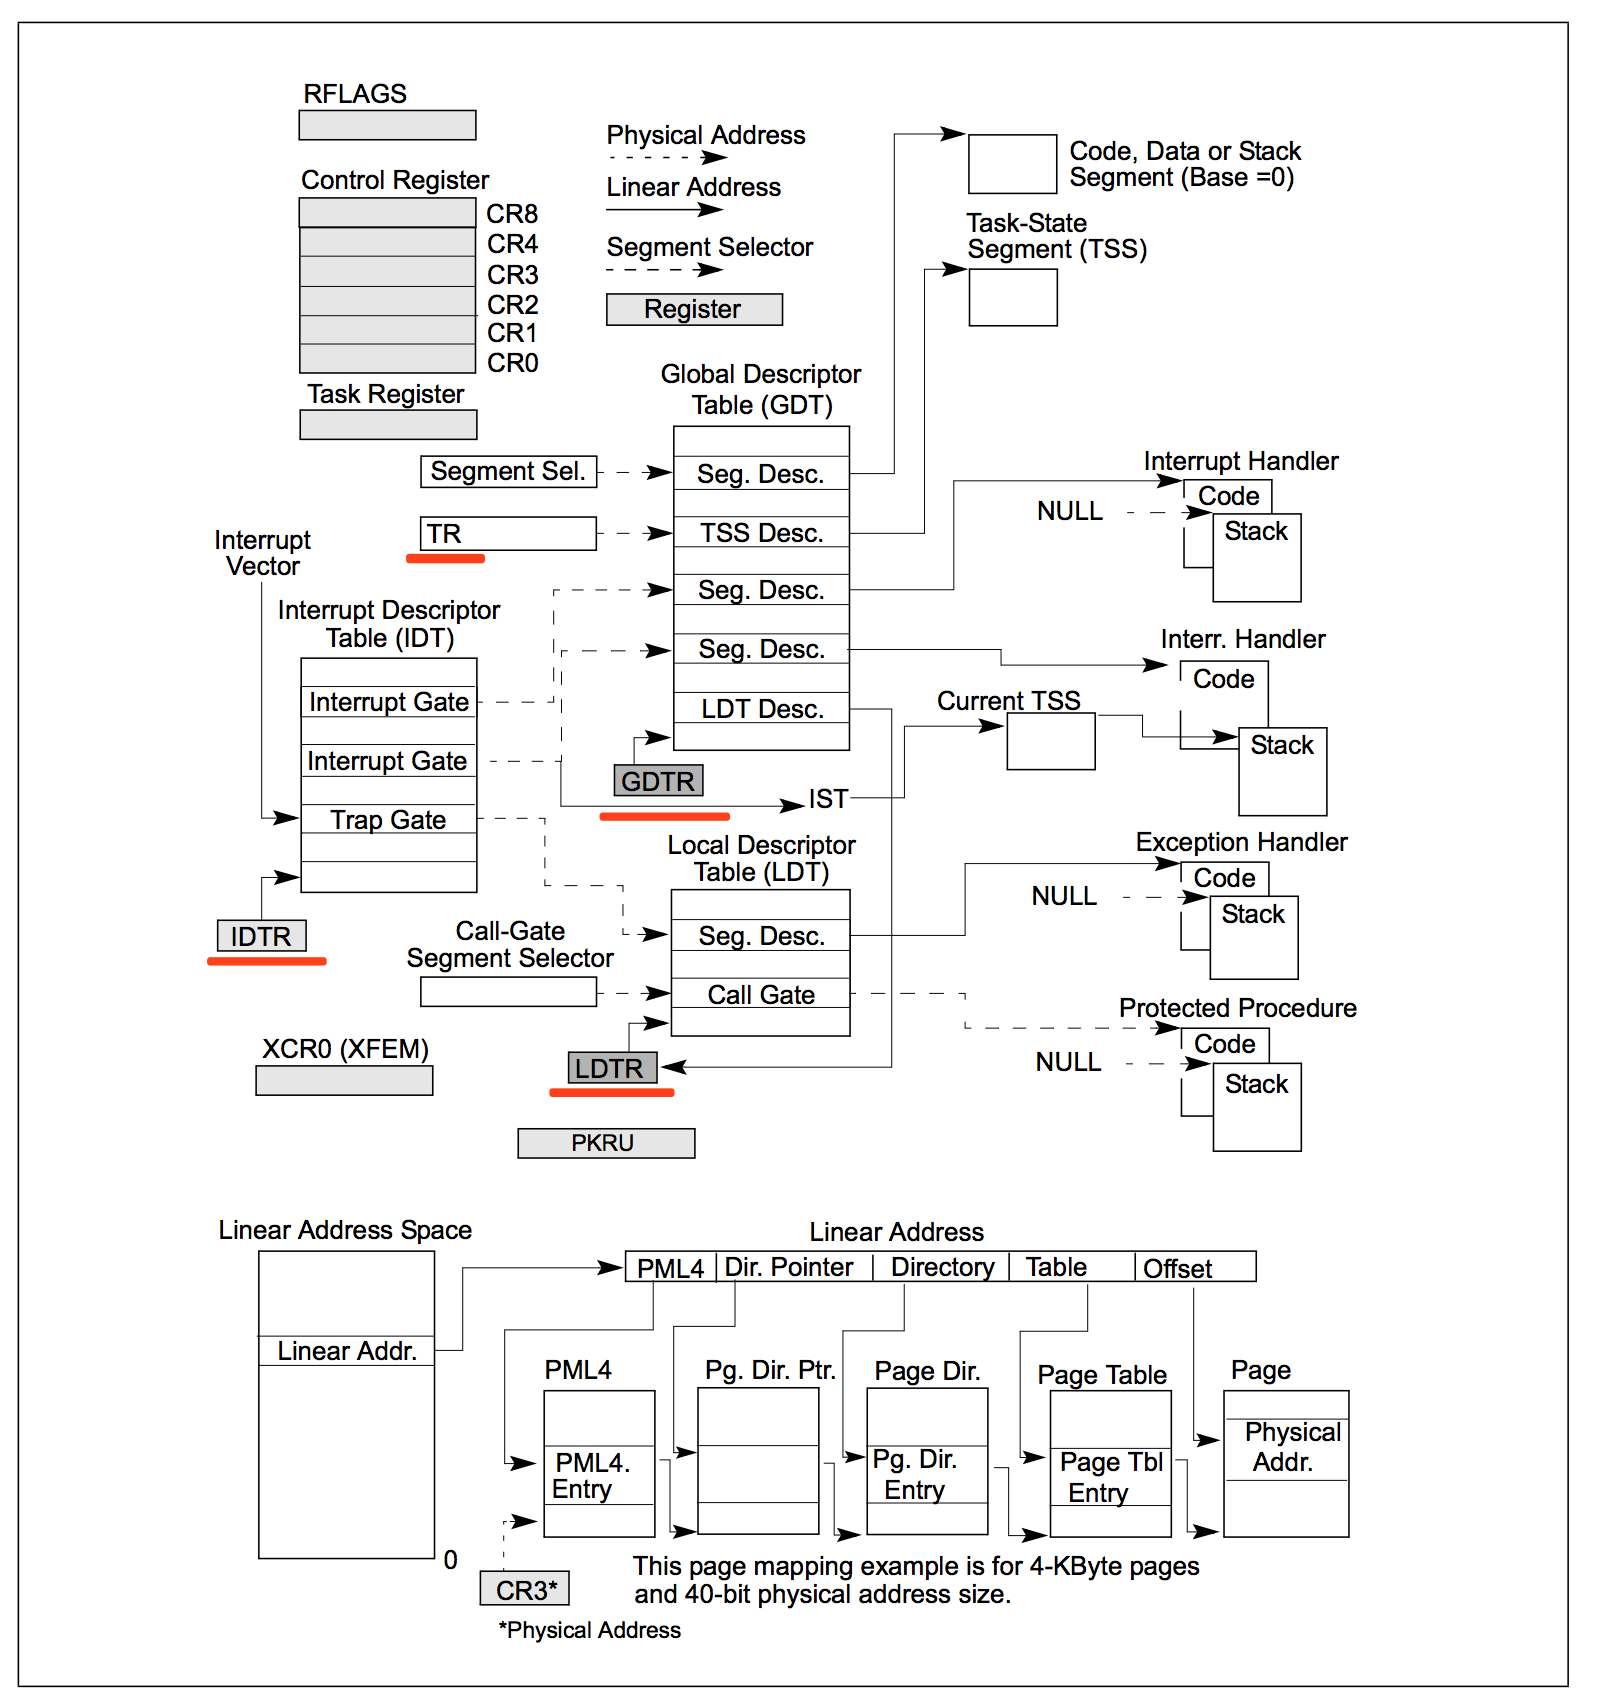 RFLAGS
Control Register
CR8
CR4
CR3
CR2
CR1
CR0
Task Register
Physical Address
Linear Address
Segment Selector
Register
Code, Data or Stack
Segment (Base =0)
Task-State
Segment (TSS)
Global Descriptor
Table (GDT)
Segment Sel.
Seg. Desc.
TR
TSS Desc.
Seg. Desc.
Seg. Desc.
LDT Desc.
GDTR
Interrupt
Vector
Interrupt Descriptor
Table (IDT)
Interrupt Gate
Interrupt Gate
Trap Gate
IDTR
Interrupt Handler
NULL
Code
Stack
Interr. Handler
Code
Stack
Current TSS
IST
Local Descriptor
Table (LDT)
Seg. Desc.
Call Gate
LDTR
Call-Gate
Segment Selector
Exception Handler
NULL
Code
Stack
Protected Procedure
NULL
Code
Stack
XCR0 (XFEM)
PKRU
Linear Address Space
Linear Addr.
0
Linear Address
PML4
Dir. Pointer
Directory
Table
Offset
PML4
PML4.
Entry
Pg. Dir. Ptr.
Page Dir.
Pg. Dir.
Entry
Page Table
Page Tbl
Entry
Page
Physical
Addr.
CR3*
*Physical Address
This page mapping example is for 4-KByte pages
and 40-bit physical address size.